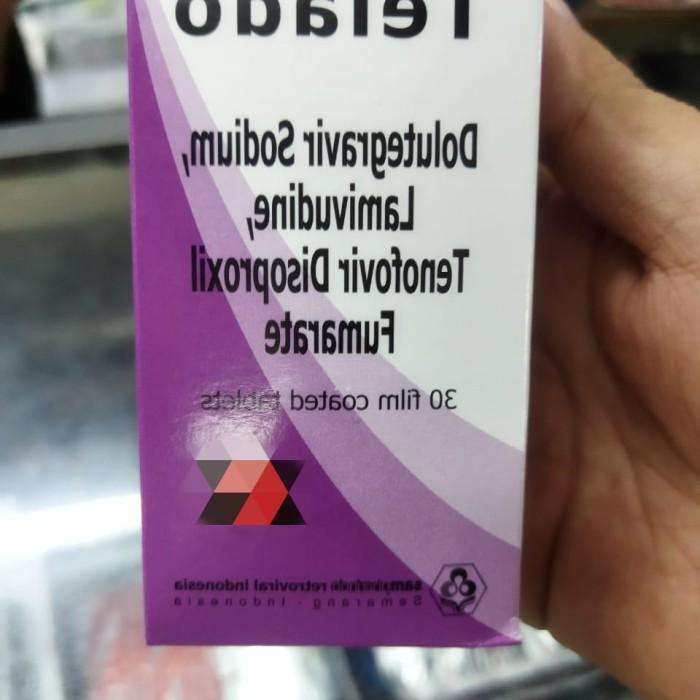 Telado
Dolutegravir Sodium,
Lamivudine,
Tenofovir Disoproxil
Fumarate
30 film coated tablets
retroviral indonesia
Semarang - Indonesia